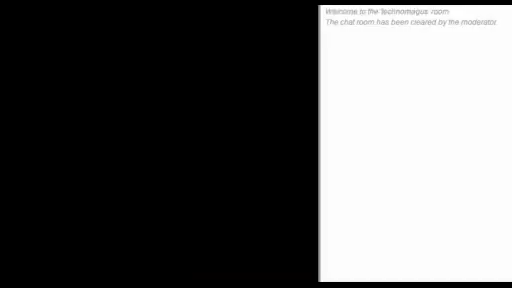 Welcome to the Technomagus room
The chat room has been cleared by the moderator.